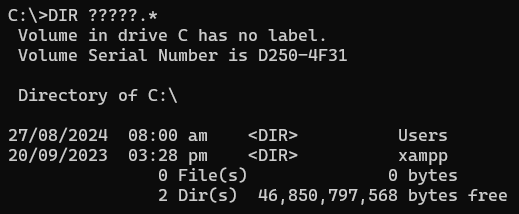 C:\>DIR ?????.*
Volume in drive C has no label.
Volume Serial Number is D250-4F31
Directory of C:\
27/08/2024  08:00 am    <DIR>          Users
20/09/2023  03:28 pm    <DIR>          xampp
0 File(s)              0 bytes
2 Dir(s)  46,850,797,568 bytes free